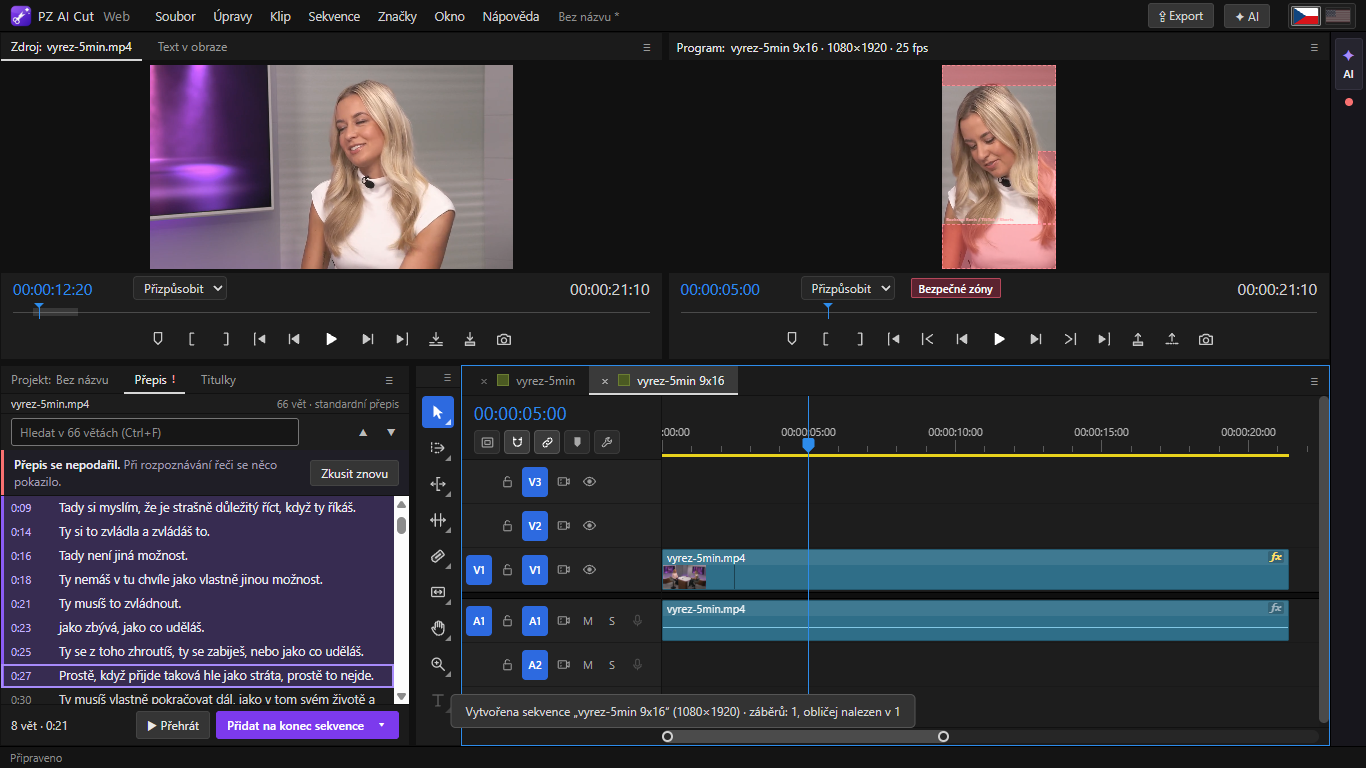 PZ AI Cut Web Soubor Úpravy Klip Sekvence Značky Okno Nápověda Bez názvu * Export AI
Zdroj: vyrez-5min.mp4 Text v obraze
Program: vyrez-5min 9x16 · 1080×1920 · 25 fps
AI
00:00:12:20 Přizpůsobit 00:00:21:10
00:00:05:00 Přizpůsobit Bezpečné zóny 00:00:21:10
Projekt: Bez názvu Přepis ! Titulky
vyrez-5min.mp4 66 vět · standardní přepis
Hledat v 66 větách (Ctrl+F)
Přepis se nepodařil. Při rozpoznávání řeči se něco
pokazilo.
Zkusit znovu
0:09 Tady si myslím, že je strašně důležitý říct, když ty říkáš.
0:14 Ty si to zvládla a zvládáš to.
0:16 Tady není jiná možnost.
0:18 Ty nemáš v tu chvíle jako vlastně jinou možnost.
0:21 Ty musíš to zvládnout.
0:23 jako zbývá, jako co uděláš.
0:25 Ty se z toho zhroutíš, ty se zabiješ, nebo jako co uděláš.
0:27 Prostě, když přijde taková hle jako stráta, prostě to nejde.
0:30 Ty musíš vlastně pokračovat dál, jako v tom svém životě a
8 vět · 0:21 Přehrát Přidat na konec sekvence
vyrez-5min vyrez-5min 9x16
00:00:05:00
:00:00 00:00:05:00 00:00:10:00 00:00:15:00 00:00:20:00
V3
V2
V1 V1 vyrez-5min.mp4 fx
A1 A1 M S vyrez-5min.mp4 fx
A2 M S
T
Vytvořena sekvence „vyrez-5min 9x16“ (1080×1920) · záběrů: 1, obličej nalezen v 1
Připraveno